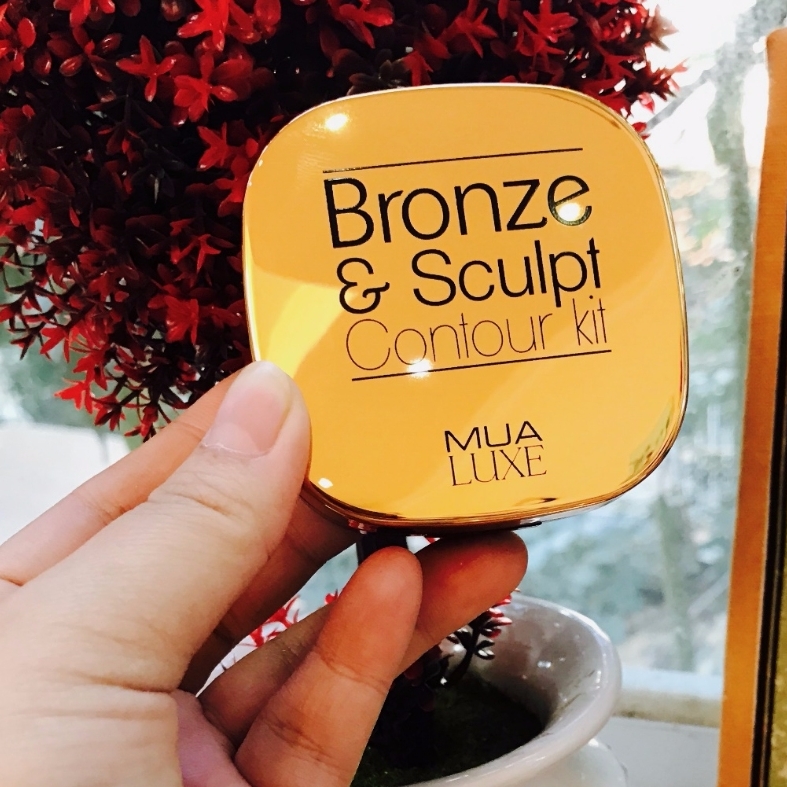 Bronze
& Sculpt
Contour kit
MUA
LUXE